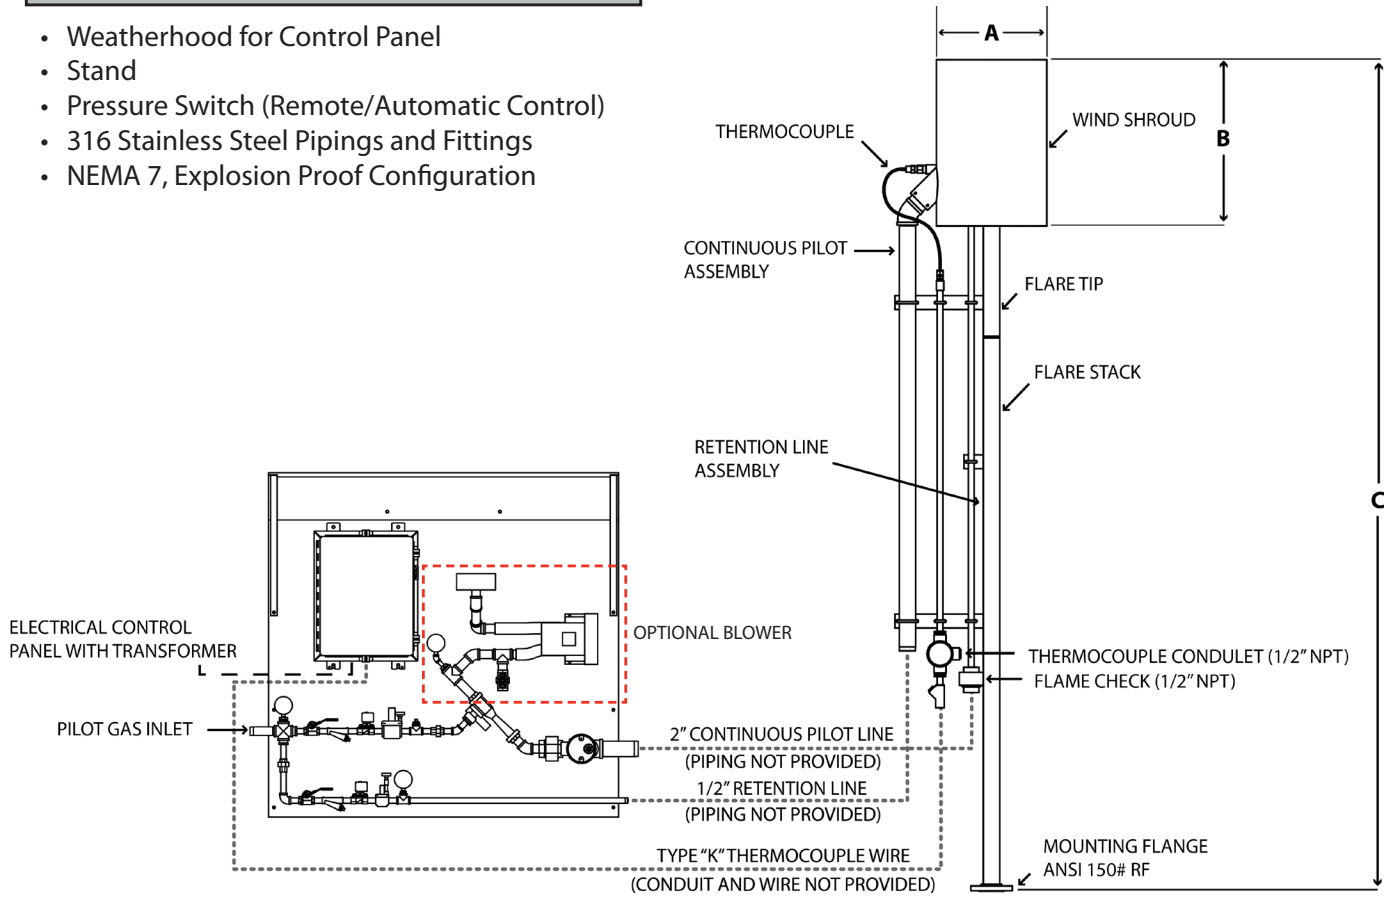 • Weatherhood for Control Panel
• Stand
• Pressure Switch (Remote/Automatic Control)
• 316 Stainless Steel Pipings and Fittings
• NEMA 7, Explosion Proof Configuration
A
B
C
THERMOCOUPLE
WIND SHROUD
CONTINUOUS PILOT
ASSEMBLY
FLARE TIP
FLARE STACK
RETENTION LINE
ASSEMBLY
ELECTRICAL CONTROL
PANEL WITH TRANSFORMER
OPTIONAL BLOWER
THERMOCOUPLE CONDULET (1/2” NPT)
FLAME CHECK (1/2” NPT)
PILOT GAS INLET
2” CONTINUOUS PILOT LINE
(PIPING NOT PROVIDED)
1/2” RETENTION LINE
(PIPING NOT PROVIDED)
TYPE “K” THERMOCOUPLE WIRE
(CONDUIT AND WIRE NOT PROVIDED)
MOUNTING FLANGE
ANSI 150# RF